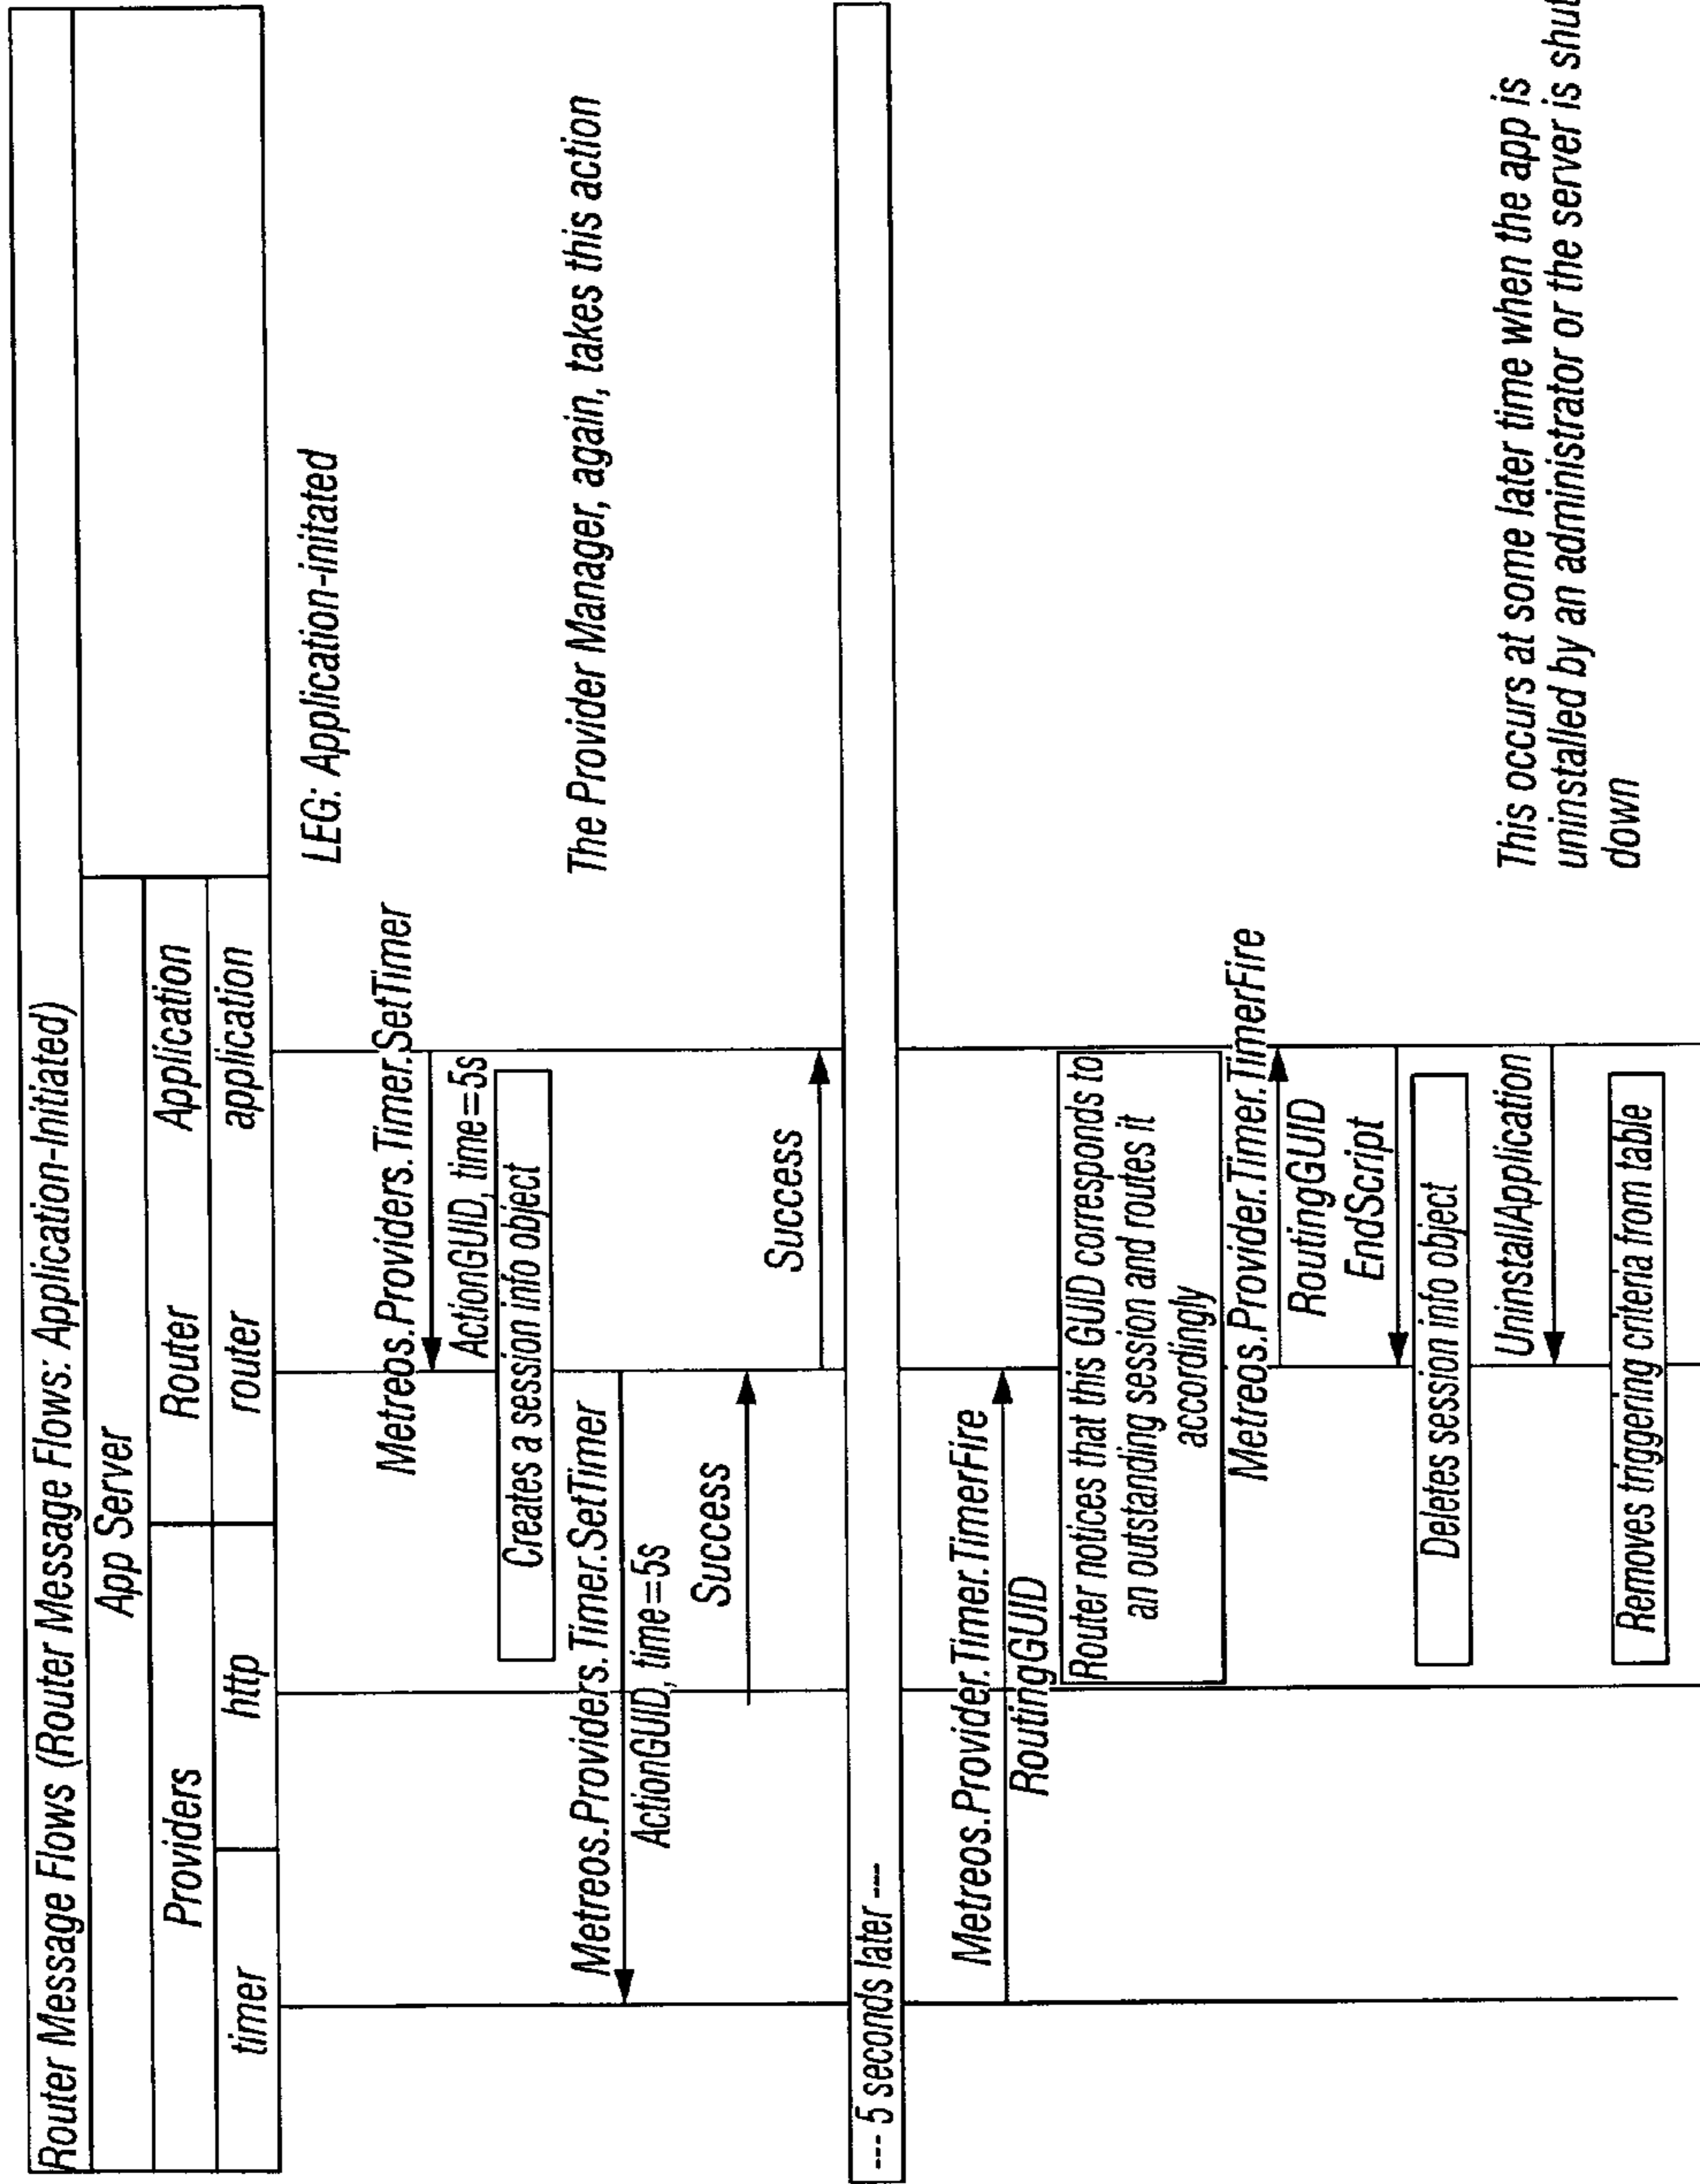 Router Message Flows (Router Message Flows: Application-Initiated)
App Server
Providers
Router
Application
timer
http
router
application
LEG: Application-initated
Metreos.Providers.Timer.SetTimer
ActionGUID, time=5s
Creates a session info object
The Provider Manager, again, takes this action
Metreos.Providers.Timer.SetTimer
ActionGUID, time=5s
Success
Success
--- 5 seconds later ---
Metreos.Provider.Timer.TimerFire
RoutingGUID
Router notices that this GUID corresponds to
an outstanding session and routes it
accordingly
Metreos.Provider.Timer.TimerFire
RoutingGUID
EndScript
Deletes session info object
This occurs at some later time when the app is
uninstalled by an administrator or the server is shut
down
UninstallApplication
Removes triggering criteria from table